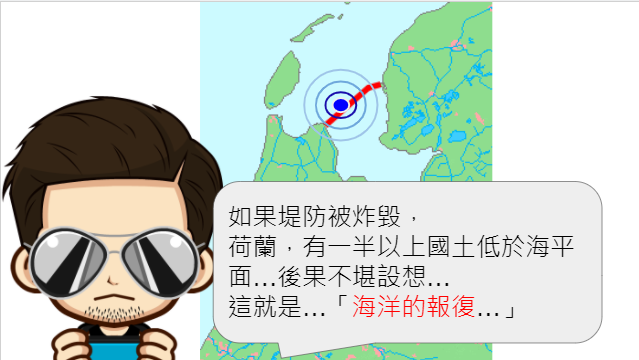 如果堤防被炸毀，
荷蘭，有一半以上國土低於海平
面...後果不堪設想...
這就是...「海洋的報復...」